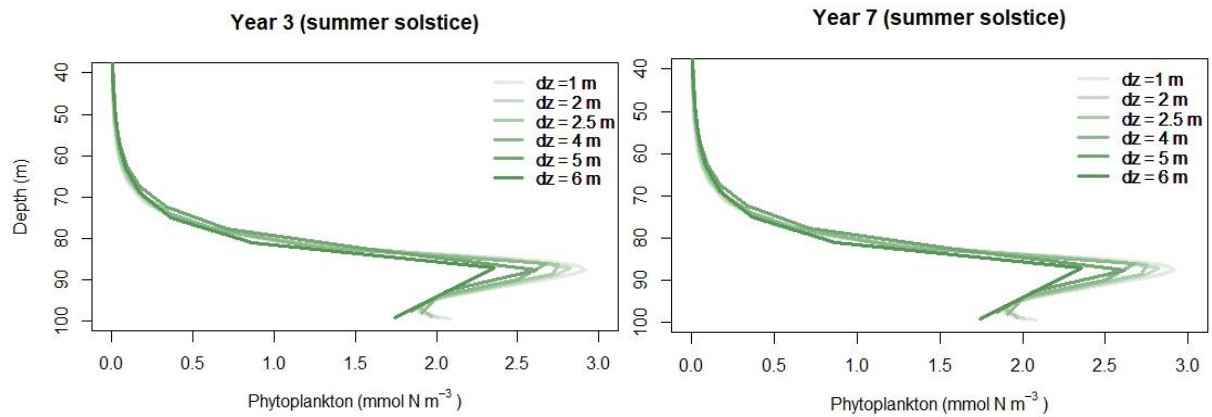 Year 3 (summer solstice)
Depth (m)
40
50
60
70
80
90
100
dz =1 m
dz = 2 m
dz = 2.5 m
dz = 4 m
dz = 5 m
dz = 6 m
0.0 0.5 1.0 1.5 2.0 2.5 3.0
Phytoplankton (mmol N m⁻³ )
Year 7 (summer solstice)
40
50
60
70
80
90
100
dz =1 m
dz = 2 m
dz = 2.5 m
dz = 4 m
dz = 5 m
dz = 6 m
0.0 0.5 1.0 1.5 2.0 2.5 3.0
Phytoplankton (mmol N m⁻³ )